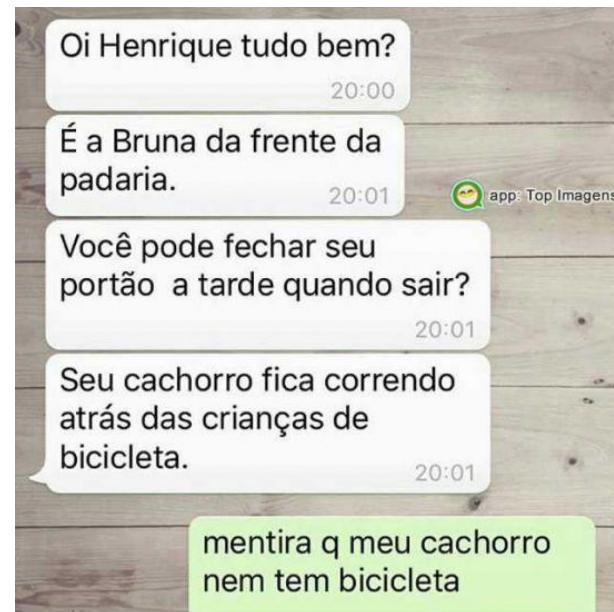 Oi Henrique tudo bem?
20:00
É a Bruna da frente da
padaria.
20:01
app: Top Imagens
Você pode fechar seu
portão a tarde quando sair?
20:01
Seu cachorro fica correndo
atrás das crianças de
bicicleta.
20:01
mentira q meu cachorro
nem tem bicicleta